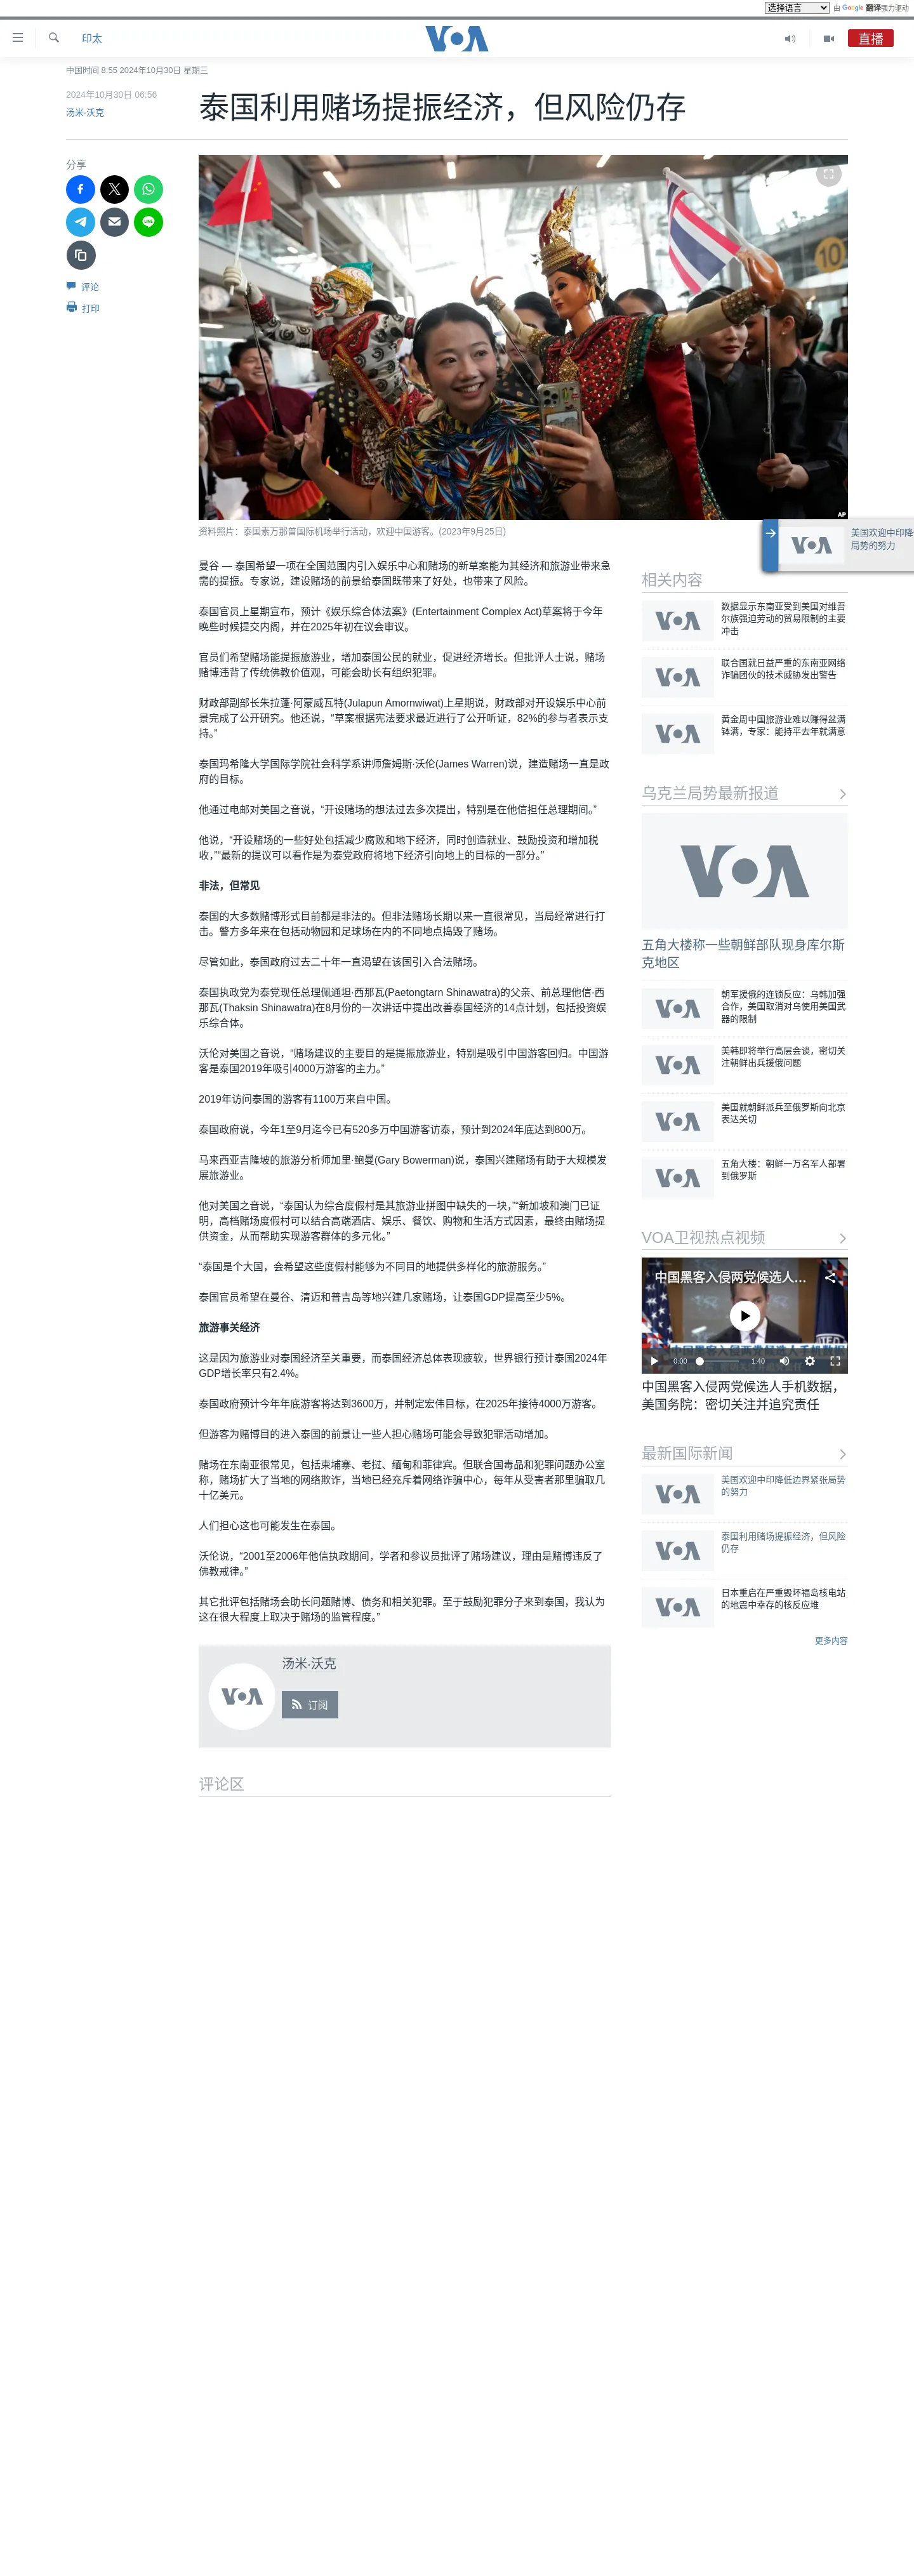 选择语言 由 Google 翻译强力驱动
印太
VOA
直播
中国时间 8:55 2024年10月30日 星期三
2024年10月30日 06:56
汤米·沃克
泰国利用赌场提振经济，但风险仍存
分享
评论
打印
10
AP
资料照片：泰国素万那普国际机场举行活动，欢迎中国游客。(2023年9月25日)
美国欢迎中印降
局势的努力
曼谷 — 泰国希望一项在全国范围内引入娱乐中心和赌场的新草案能为其经济和旅游业带来急
需的提振。专家说，建设赌场的前景给泰国既带来了好处，也带来了风险。
泰国官员上星期宣布，预计《娱乐综合体法案》(Entertainment Complex Act)草案将于今年
晚些时候提交内阁，并在2025年初在议会审议。
官员们希望赌场能提振旅游业，增加泰国公民的就业，促进经济增长。但批评人士说，赌场
赌博违背了传统佛教价值观，可能会助长有组织犯罪。
财政部副部长朱拉蓬·阿蒙威瓦特(Julapun Amornwiwat)上星期说，财政部对开设娱乐中心前
景完成了公开研究。他还说，“草案根据宪法要求最近进行了公开听证，82%的参与者表示支
持。”
泰国玛希隆大学国际学院社会科学系讲师詹姆斯·沃伦(James Warren)说，建造赌场一直是政
府的目标。
他通过电邮对美国之音说，“开设赌场的想法过去多次提出，特别是在他信担任总理期间。”
他说，“开设赌场的一些好处包括减少腐败和地下经济，同时创造就业、鼓励投资和增加税
收，”“最新的提议可以看作是为泰党政府将地下经济引向地上的目标的一部分。”
非法，但常见
泰国的大多数赌博形式目前都是非法的。但非法赌场长期以来一直很常见，当局经常进行打
击。警方多年来在包括动物园和足球场在内的不同地点捣毁了赌场。
尽管如此，泰国政府过去二十年一直渴望在该国引入合法赌场。
泰国执政党为泰党现任总理佩通坦·西那瓦(Paetongtarn Shinawatra)的父亲、前总理他信·西
那瓦(Thaksin Shinawatra)在8月份的一次讲话中提出改善泰国经济的14点计划，包括投资娱
乐综合体。
沃伦对美国之音说，“赌场建议的主要目的是提振旅游业，特别是吸引中国游客回归。中国游
客是泰国2019年吸引4000万游客的主力。”
2019年访问泰国的游客有1100万来自中国。
泰国政府说，今年1至9月迄今已有520多万中国游客访泰，预计到2024年底达到800万。
马来西亚吉隆坡的旅游分析师加里·鲍曼(Gary Bowerman)说，泰国兴建赌场有助于大规模发
展旅游业。
他对美国之音说，“泰国认为综合度假村是其旅游业拼图中缺失的一块，”“新加坡和澳门已证
明，高档赌场度假村可以结合高端酒店、娱乐、餐饮、购物和生活方式因素，最终由赌场提
供资金，从而帮助实现游客群体的多元化。”
“泰国是个大国，会希望这些度假村能够为不同目的地提供多样化的旅游服务。”
泰国官员希望在曼谷、清迈和普吉岛等地兴建几家赌场，让泰国GDP提高至少5%。
旅游事关经济
这是因为旅游业对泰国经济至关重要，而泰国经济总体表现疲软，世界银行预计泰国2024年
GDP增长率只有2.4%。
泰国政府预计今年年底游客将达到3600万，并制定宏伟目标，在2025年接待4000万游客。
但游客为赌博目的进入泰国的前景让一些人担心赌场可能会导致犯罪活动增加。
赌场在东南亚很常见，包括柬埔寨、老挝、缅甸和菲律宾。但联合国毒品和犯罪问题办公室
称，赌场扩大了当地的网络欺诈，当地已经充斥着网络诈骗中心，每年从受害者那里骗取几
十亿美元。
人们担心这也可能发生在泰国。
沃伦说，“2001至2006年他信执政期间，学者和参议员批评了赌场建议，理由是赌博违反了
佛教戒律。”
其它批评包括赌场会助长问题赌博、债务和相关犯罪。至于鼓励犯罪分子来到泰国，我认为
这在很大程度上取决于赌场的监管程度。”
VOA
汤米·沃克
订阅
评论区
相关内容
数据显示东南亚受到美国对维吾
尔族强迫劳动的贸易限制的主要
冲击
联合国就日益严重的东南亚网络
诈骗团伙的技术威胁发出警告
黄金周中国旅游业难以赚得盆满
钵满，专家：能持平去年就满意
乌克兰局势最新报道
VOA
五角大楼称一些朝鲜部队现身库尔斯
克地区
朝军援俄的连锁反应：乌韩加强
合作，美国取消对乌使用美国武
器的限制
美韩即将举行高层会谈，密切关
注朝鲜出兵援俄问题
美国就朝鲜派兵至俄罗斯向北京
表达关切
五角大楼：朝鲜一万名军人部署
到俄罗斯
VOA卫视热点视频
中国黑客入侵两党候选人...
0:00 1:40
中国黑客入侵两党候选人手机数据，
美国务院：密切关注并追究责任
最新国际新闻
美国欢迎中印降低边界紧张局势
的努力
泰国利用赌场提振经济，但风险
仍存
日本重启在严重毁坏福岛核电站
的地震中幸存的核反应堆
更多内容